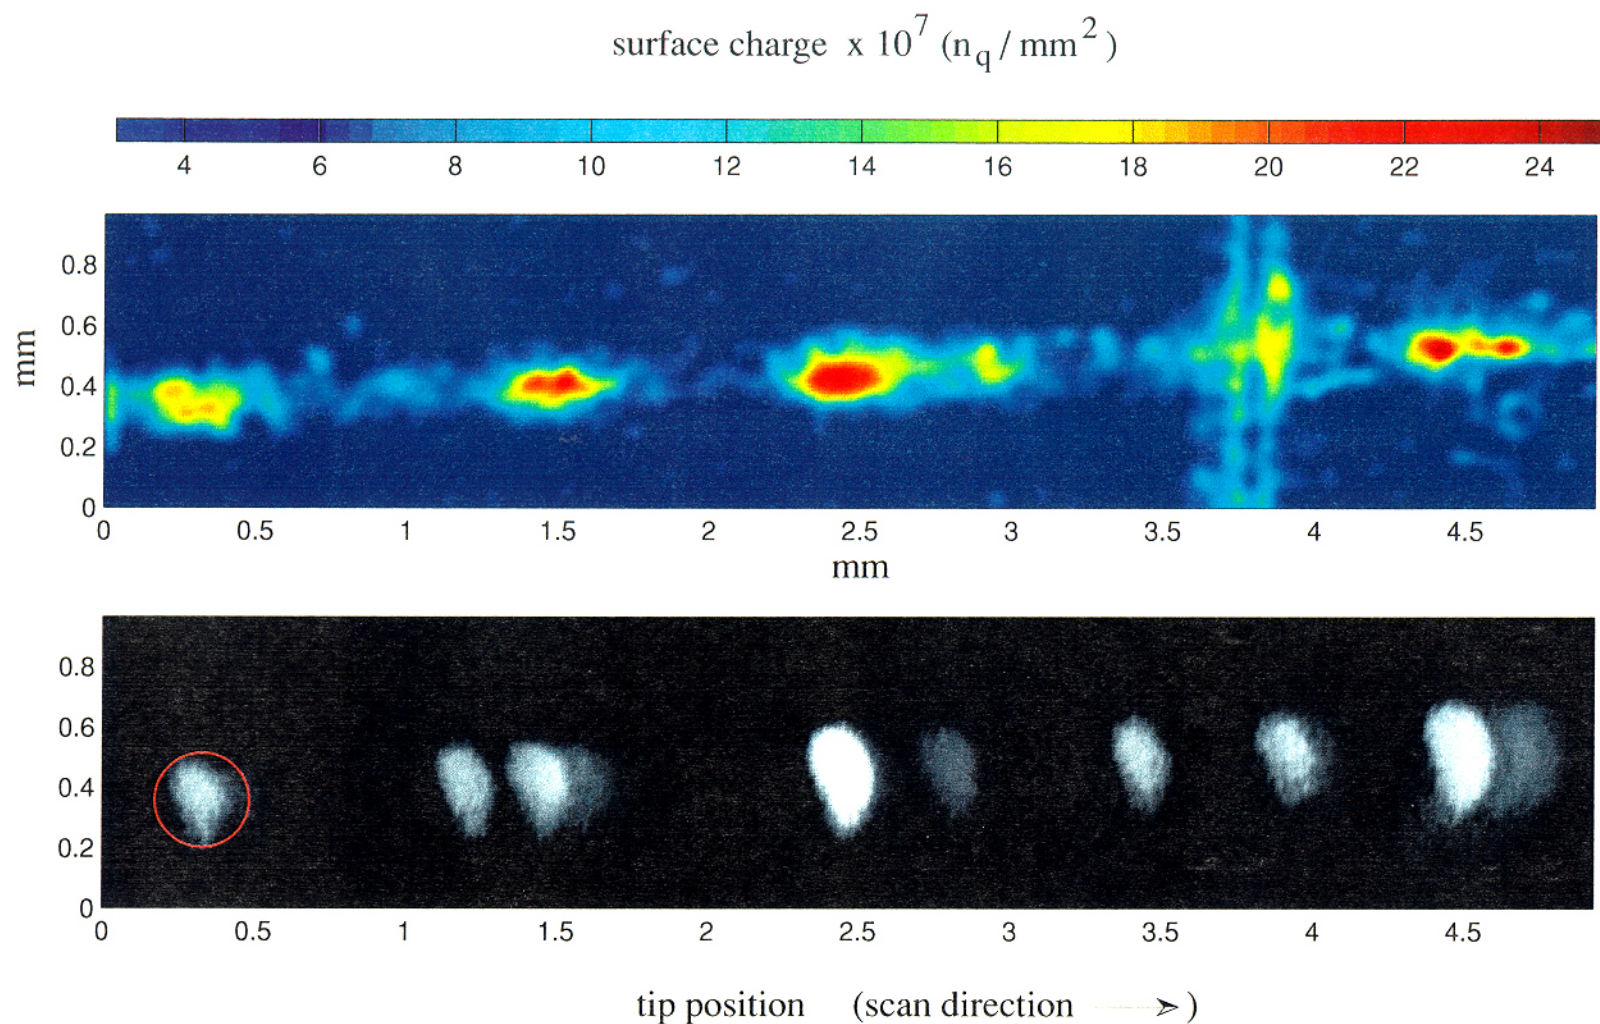 surface charge x 10^7 (n_q / mm^2)
4 6 8 10 12 14 16 18 20 22 24
mm
0.8
0.6
0.4
0.2
0
0 0.5 1 1.5 2 2.5 3 3.5 4 4.5
mm
0.8
0.6
0.4
0.2
0
0 0.5 1 1.5 2 2.5 3 3.5 4 4.5
tip position (scan direction →)